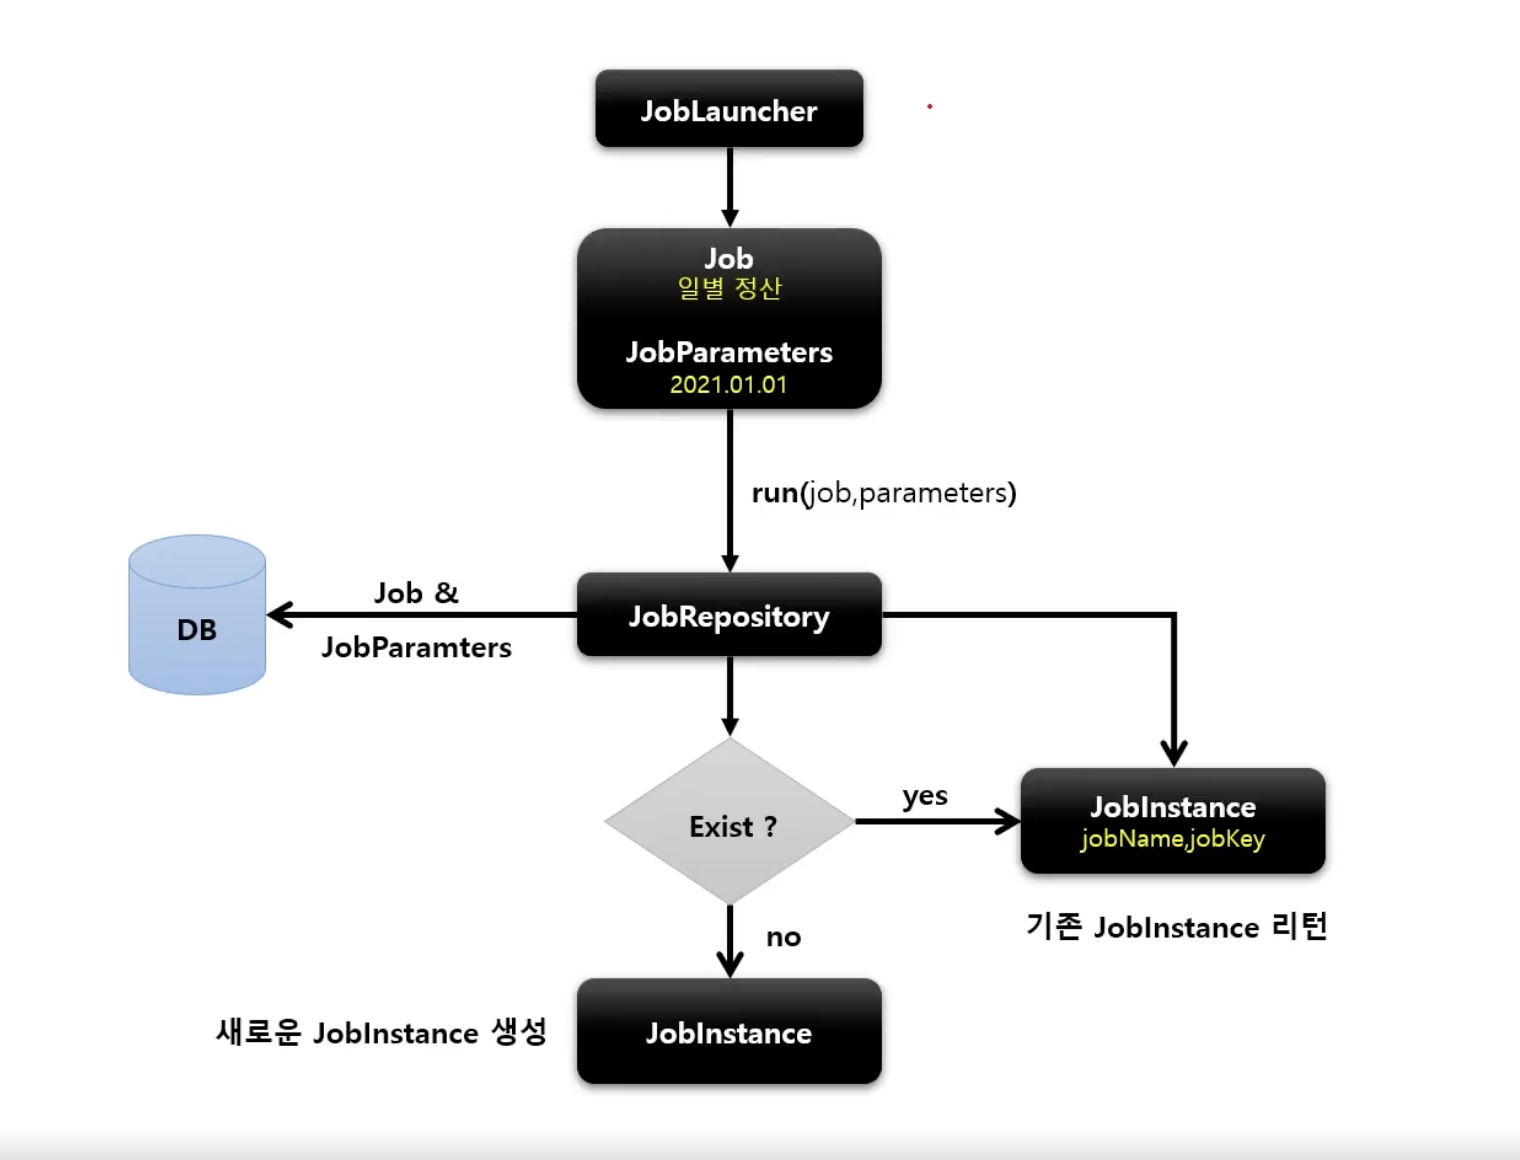 JobLauncher
Job
일별 정산
JobParameters
2021.01.01
run(job,parameters)
Job &
JobParamters
DB
JobRepository
Exist ?
yes
JobInstance
jobName,jobKey
기존 JobInstance 리턴
no
새로운 JobInstance 생성
JobInstance